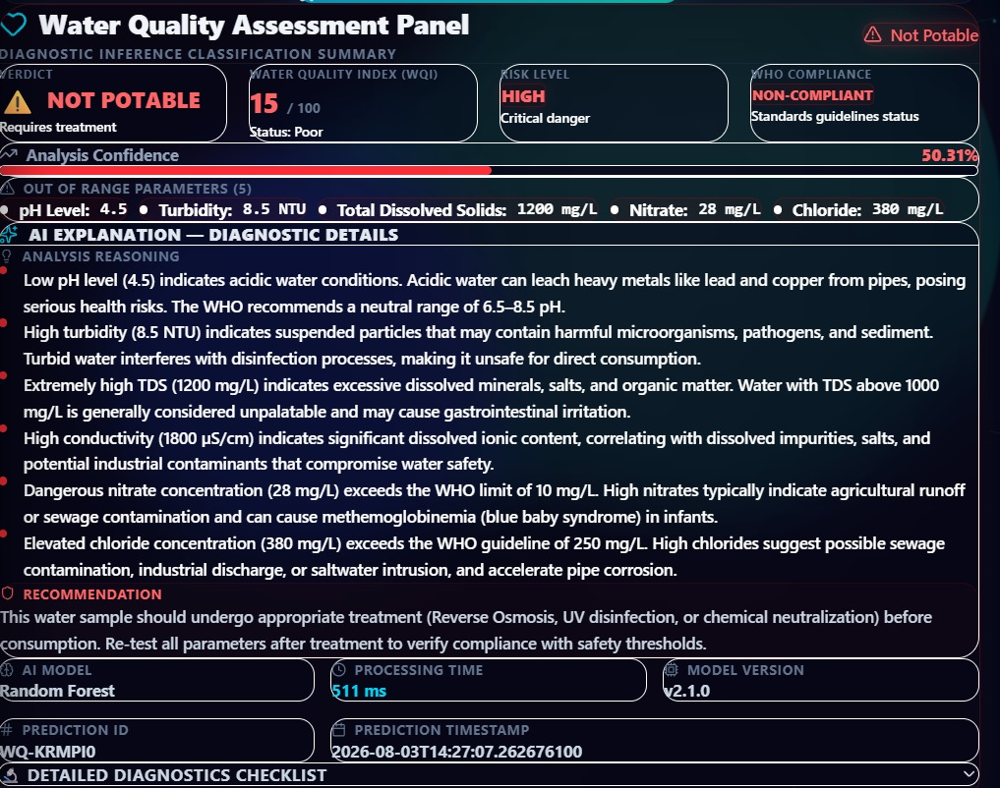 Water Quality Assessment Panel
Not Potable
DIAGNOSTIC INFERENCE CLASSIFICATION SUMMARY
VERDICT
NOT POTABLE
Requires treatment
WATER QUALITY INDEX (WQI)
15 / 100
Status: Poor
RISK LEVEL
HIGH
Critical danger
WHO COMPLIANCE
NON-COMPLIANT
Standards guidelines status
Analysis Confidence 50.31%
OUT OF RANGE PARAMETERS (5)
● pH Level: 4.5 ● Turbidity: 8.5 NTU ● Total Dissolved Solids: 1200 mg/L ● Nitrate: 28 mg/L ● Chloride: 380 mg/L
AI EXPLANATION — DIAGNOSTIC DETAILS
ANALYSIS REASONING
Low pH level (4.5) indicates acidic water conditions. Acidic water can leach heavy metals like lead and copper from pipes, posing
serious health risks. The WHO recommends a neutral range of 6.5–8.5 pH.
High turbidity (8.5 NTU) indicates suspended particles that may contain harmful microorganisms, pathogens, and sediment.
Turbid water interferes with disinfection processes, making it unsafe for direct consumption.
Extremely high TDS (1200 mg/L) indicates excessive dissolved minerals, salts, and organic matter. Water with TDS above 1000
mg/L is generally considered unpalatable and may cause gastrointestinal irritation.
High conductivity (1800 µS/cm) indicates significant dissolved ionic content, correlating with dissolved impurities, salts, and
potential industrial contaminants that compromise water safety.
Dangerous nitrate concentration (28 mg/L) exceeds the WHO limit of 10 mg/L. High nitrates typically indicate agricultural runoff
or sewage contamination and can cause methemoglobinemia (blue baby syndrome) in infants.
Elevated chloride concentration (380 mg/L) exceeds the WHO guideline of 250 mg/L. High chlorides suggest possible sewage
contamination, industrial discharge, or saltwater intrusion, and accelerate pipe corrosion.
RECOMMENDATION
This water sample should undergo appropriate treatment (Reverse Osmosis, UV disinfection, or chemical neutralization) before
consumption. Re-test all parameters after treatment to verify compliance with safety thresholds.
AI MODEL
Random Forest
PROCESSING TIME
511 ms
MODEL VERSION
v2.1.0
PREDICTION ID
WQ-KRMPI0
PREDICTION TIMESTAMP
2026-08-03T14:27:07.262676100
DETAILED DIAGNOSTICS CHECKLIST